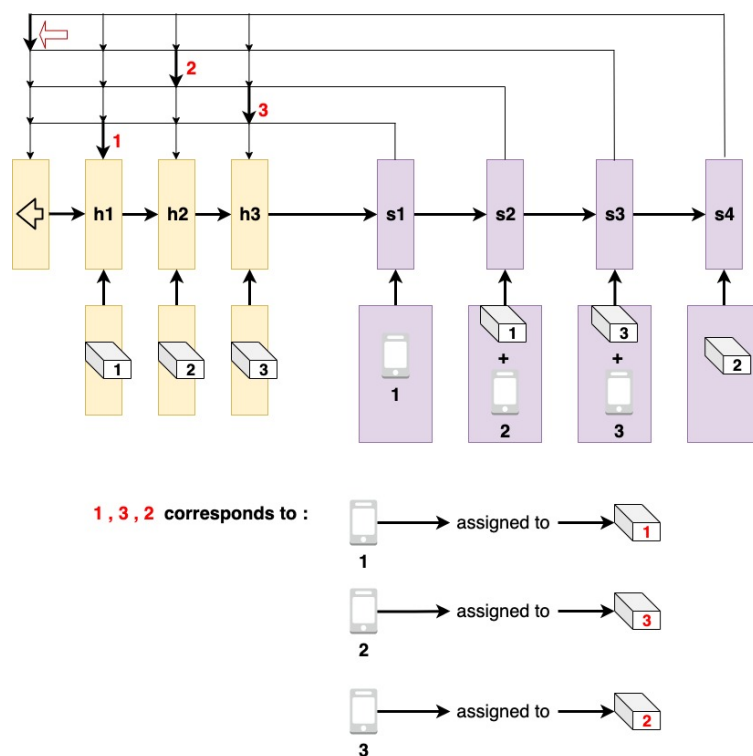 2
3
1
h1 h2 h3 s1 s2 s3 s4
1 3
1 2 3 + + 2
1 2 3
1 , 3 , 2 corresponds to :
assigned to 1
1
assigned to 3
2
assigned to 2
3